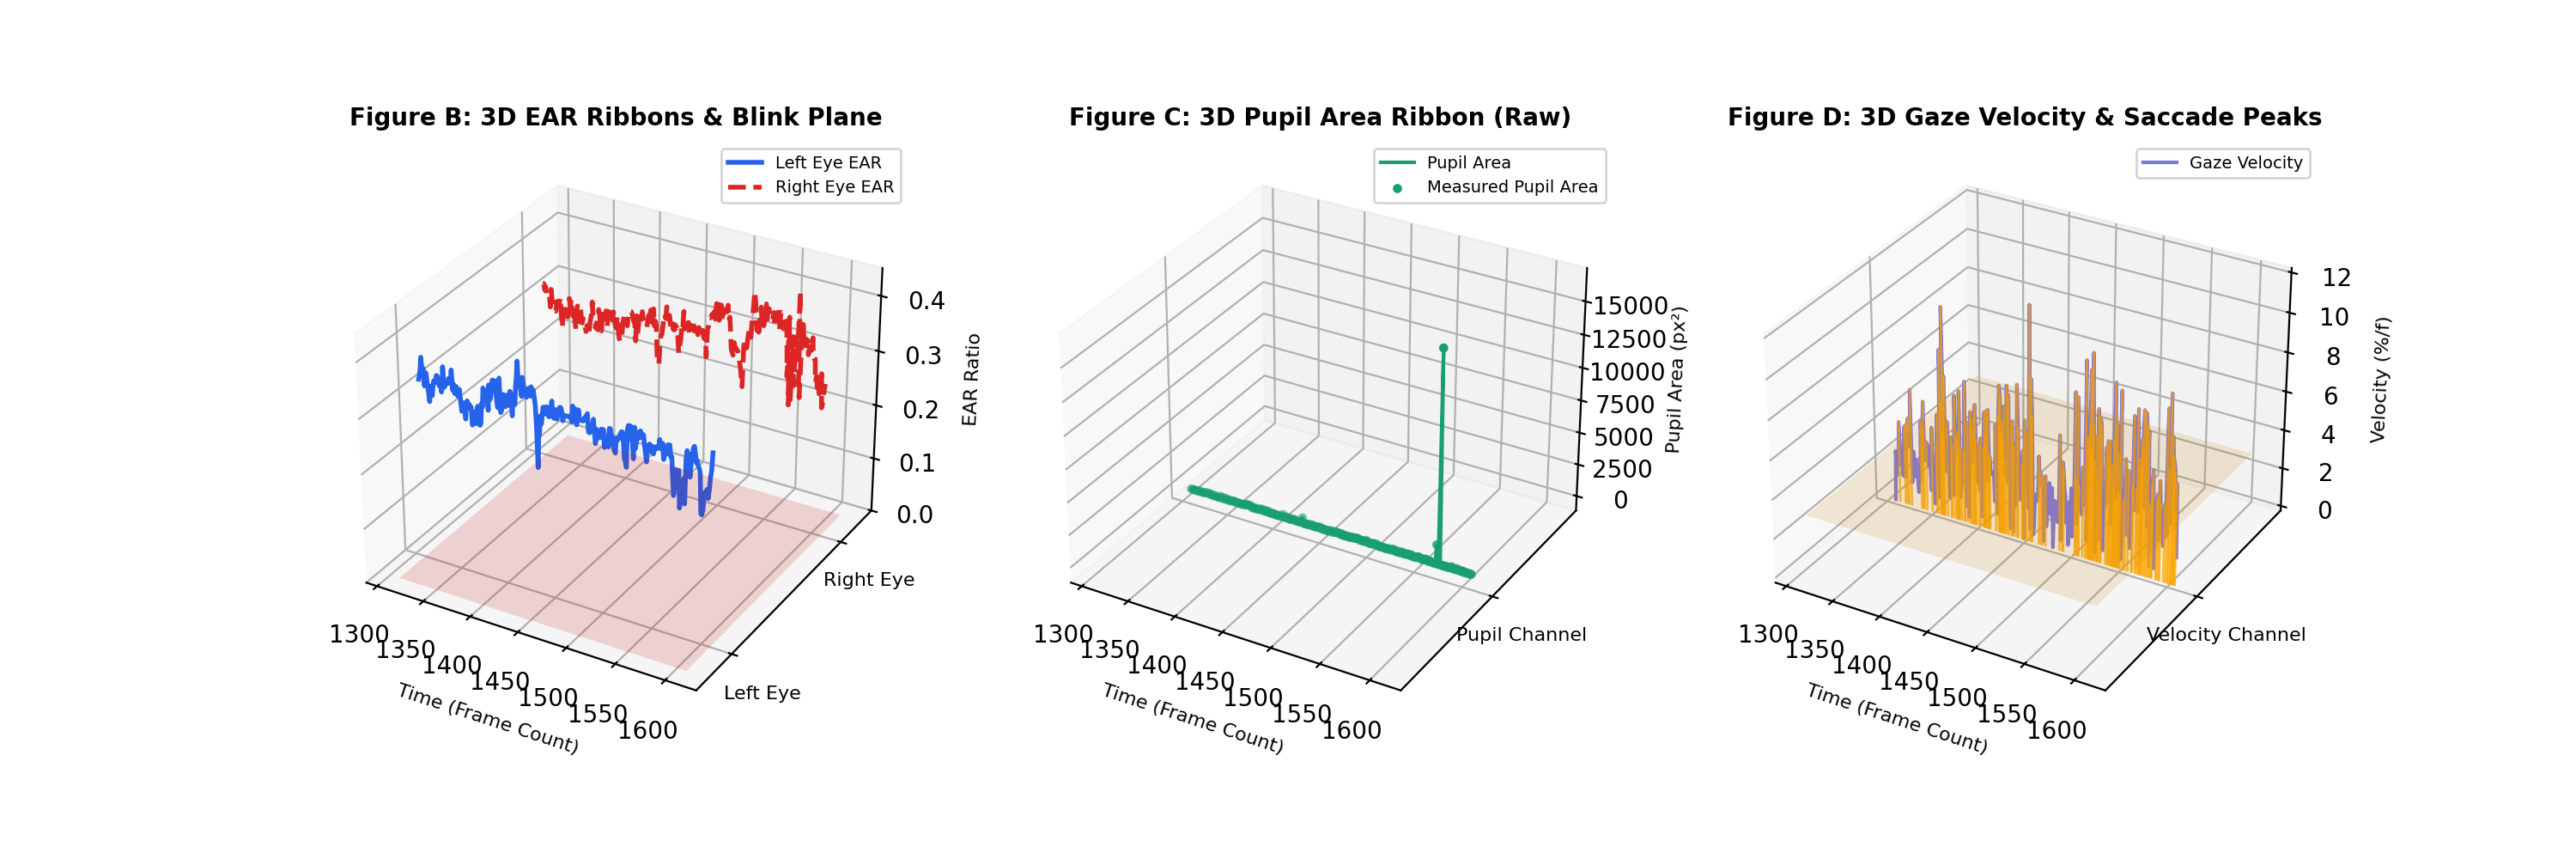 Figure B: 3D EAR Ribbons & Blink Plane
Left Eye EAR
Right Eye EAR
0.4
0.3
0.2
0.1
0.0
EAR Ratio
Right Eye
Left Eye
1300
1350
1400
1450
1500
1550
1600
Time (Frame Count)
Figure C: 3D Pupil Area Ribbon (Raw)
Pupil Area
Measured Pupil Area
15000
12500
10000
7500
5000
2500
0
Pupil Area (px²)
Pupil Channel
1300
1350
1400
1450
1500
1550
1600
Time (Frame Count)
Figure D: 3D Gaze Velocity & Saccade Peaks
Gaze Velocity
12
10
8
6
4
2
0
Velocity (%/f)
Velocity Channel
1300
1350
1400
1450
1500
1550
1600
Time (Frame Count)